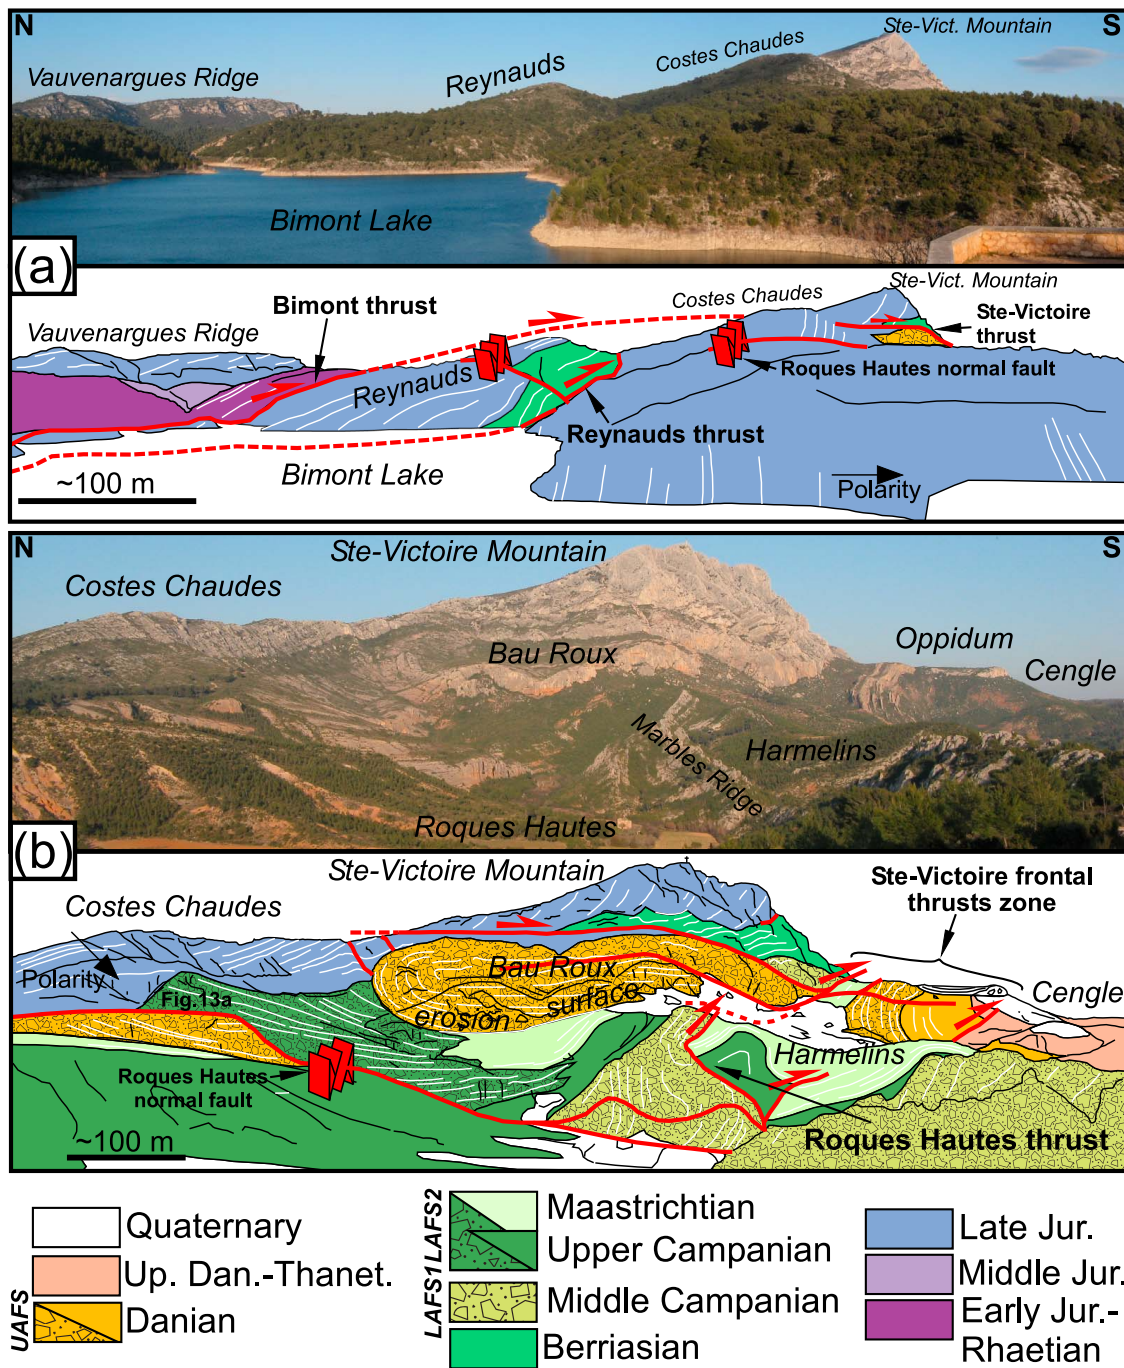 N
S
Ste-Vict. Mountain
Costes Chaudes
Reynauds
Vauvenargues Ridge
Bimont Lake
(a)
Ste-Vict. Mountain
Costes Chaudes
Bimont thrust
Ste-Victoire
thrust
Vauvenargues Ridge
Reynauds
Roques Hautes normal fault
Reynauds thrust
Bimont Lake
~100 m
Polarity
N
S
Ste-Victoire Mountain
Costes Chaudes
Oppidum
Bau Roux
Cengle
Marbles Ridge
Harmelins
Roques Hautes
(b)
Ste-Victoire Mountain
Ste-Victoire frontal
thrusts zone
Costes Chaudes
Bau Roux
Polarity
Fig.13a
erosion surface
Cengle
Harmelins
Roques Hautes
normal fault
Roques Hautes thrust
~100 m
Quaternary
Up. Dan.-Thanet.
UAFS
Danian
LAFS1 LAFS2
Maastrichtian
Upper Campanian
Middle Campanian
Berriasian
Late Jur.
Middle Jur.
Early Jur.-
Rhaetian